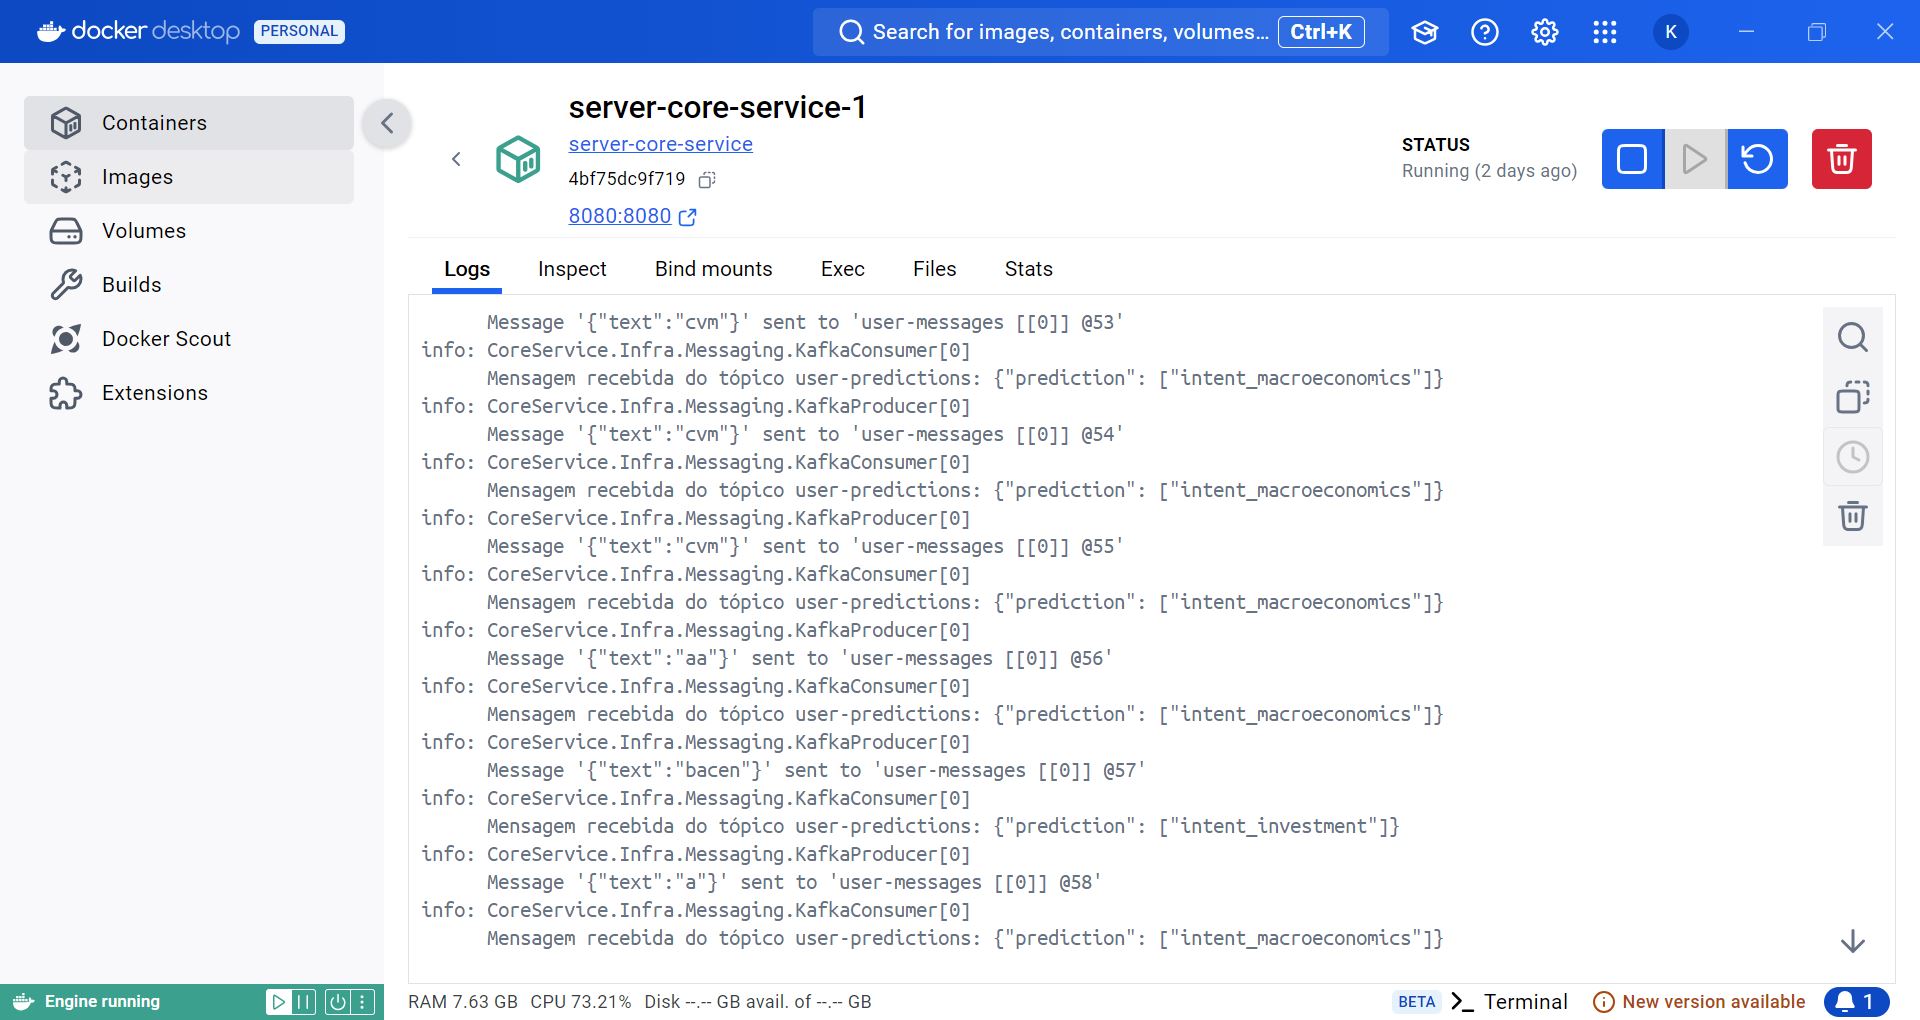 docker desktop PERSONAL
Search for images, containers, volumes... Ctrl+K
K
Containers
Images
Volumes
Builds
Docker Scout
Extensions
server-core-service-1
server-core-service
4bf75dc9f719
8080:8080
STATUS
Running (2 days ago)
Logs Inspect Bind mounts Exec Files Stats
Message '{"text":"cvm"}' sent to 'user-messages [[0]] @53'
info: CoreService.Infra.Messaging.KafkaConsumer[0]
Mensagem recebida do tópico user-predictions: {"prediction": ["intent_macroeconomics"]}
info: CoreService.Infra.Messaging.KafkaProducer[0]
Message '{"text":"cvm"}' sent to 'user-messages [[0]] @54'
info: CoreService.Infra.Messaging.KafkaConsumer[0]
Mensagem recebida do tópico user-predictions: {"prediction": ["intent_macroeconomics"]}
info: CoreService.Infra.Messaging.KafkaProducer[0]
Message '{"text":"cvm"}' sent to 'user-messages [[0]] @55'
info: CoreService.Infra.Messaging.KafkaConsumer[0]
Mensagem recebida do tópico user-predictions: {"prediction": ["intent_macroeconomics"]}
info: CoreService.Infra.Messaging.KafkaProducer[0]
Message '{"text":"aa"}' sent to 'user-messages [[0]] @56'
info: CoreService.Infra.Messaging.KafkaConsumer[0]
Mensagem recebida do tópico user-predictions: {"prediction": ["intent_macroeconomics"]}
info: CoreService.Infra.Messaging.KafkaProducer[0]
Message '{"text":"bacen"}' sent to 'user-messages [[0]] @57'
info: CoreService.Infra.Messaging.KafkaConsumer[0]
Mensagem recebida do tópico user-predictions: {"prediction": ["intent_investment"]}
info: CoreService.Infra.Messaging.KafkaProducer[0]
Message '{"text":"a"}' sent to 'user-messages [[0]] @58'
info: CoreService.Infra.Messaging.KafkaConsumer[0]
Mensagem recebida do tópico user-predictions: {"prediction": ["intent_macroeconomics"]}
Engine running
RAM 7.63 GB CPU 73.21% Disk --.-- GB avail. of --.-- GB
BETA >_ Terminal
New version available
1